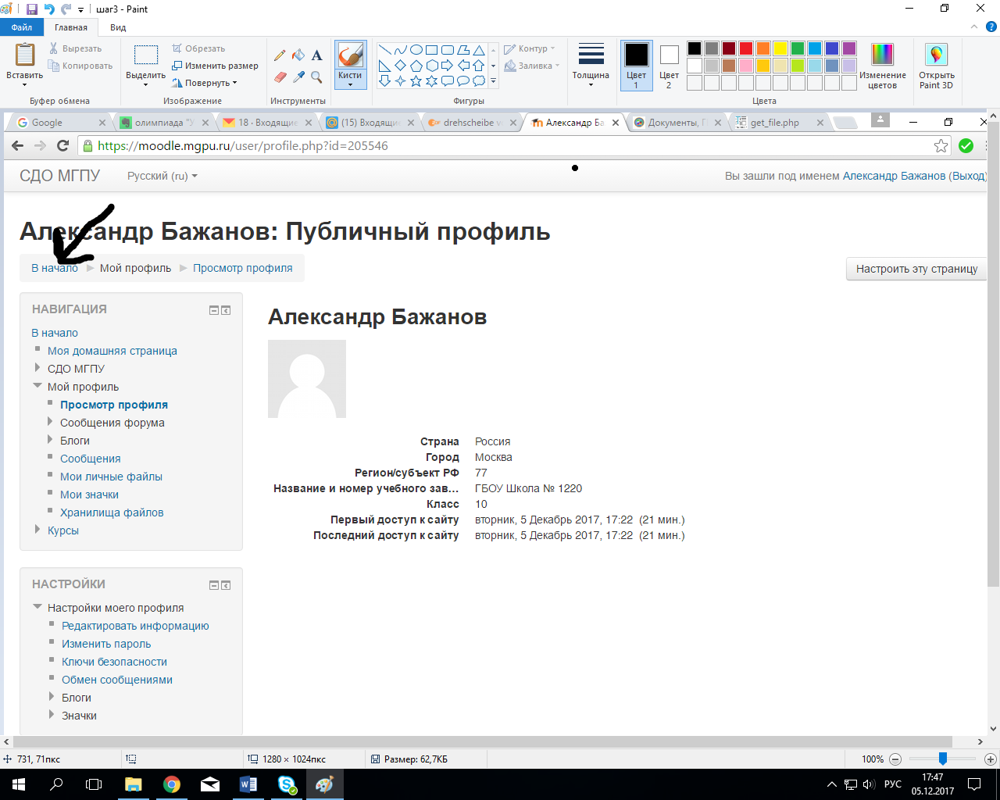 шаг3 - Paint
Файл Главная Вид
Вставить
Вырезать
Копировать
Буфер обмена
Выделить
Обрезать
Изменить размер
Повернуть
Изображение
Инструменты
Кисти
Контур
Заливка
Фигуры
Толщина
Цвет 1
Цвет 2
Цвета
Изменение цветов
Открыть Paint 3D
Google
олимпиада "У
18 · Входящие
(15) Входящие
drehscheibe v
Александр Ба
Документы, Г
get_file.php
https://moodle.mgpu.ru/user/profile.php?id=205546
СДО МГПУ Русский (ru) Вы зашли под именем Александр Бажанов (Выход)
Александр Бажанов: Публичный профиль
В начало Мой профиль Просмотр профиля Настроить эту страницу
НАВИГАЦИЯ
В начало
Моя домашняя страница
СДО МГПУ
Мой профиль
Просмотр профиля
Сообщения форума
Блоги
Сообщения
Мои личные файлы
Мои значки
Хранилища файлов
Курсы
НАСТРОЙКИ
Настройки моего профиля
Редактировать информацию
Изменить пароль
Ключи безопасности
Обмен сообщениями
Блоги
Значки
Александр Бажанов
Страна Россия
Город Москва
Регион/субъект РФ 77
Название и номер учебного зав... ГБОУ Школа № 1220
Класс 10
Первый доступ к сайту вторник, 5 Декабрь 2017, 17:22 (21 мин.)
Последний доступ к сайту вторник, 5 Декабрь 2017, 17:22 (21 мин.)
731, 71пкс 1280 × 1024пкс Размер: 62,7КБ 100%
РУС 17:47
05.12.2017